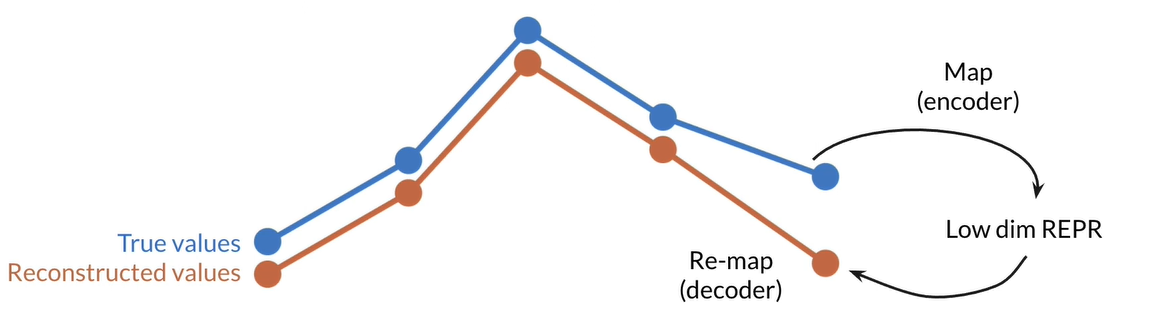 Map
(encoder)
True values
Reconstructed values
Low dim REPR
Re-map
(decoder)